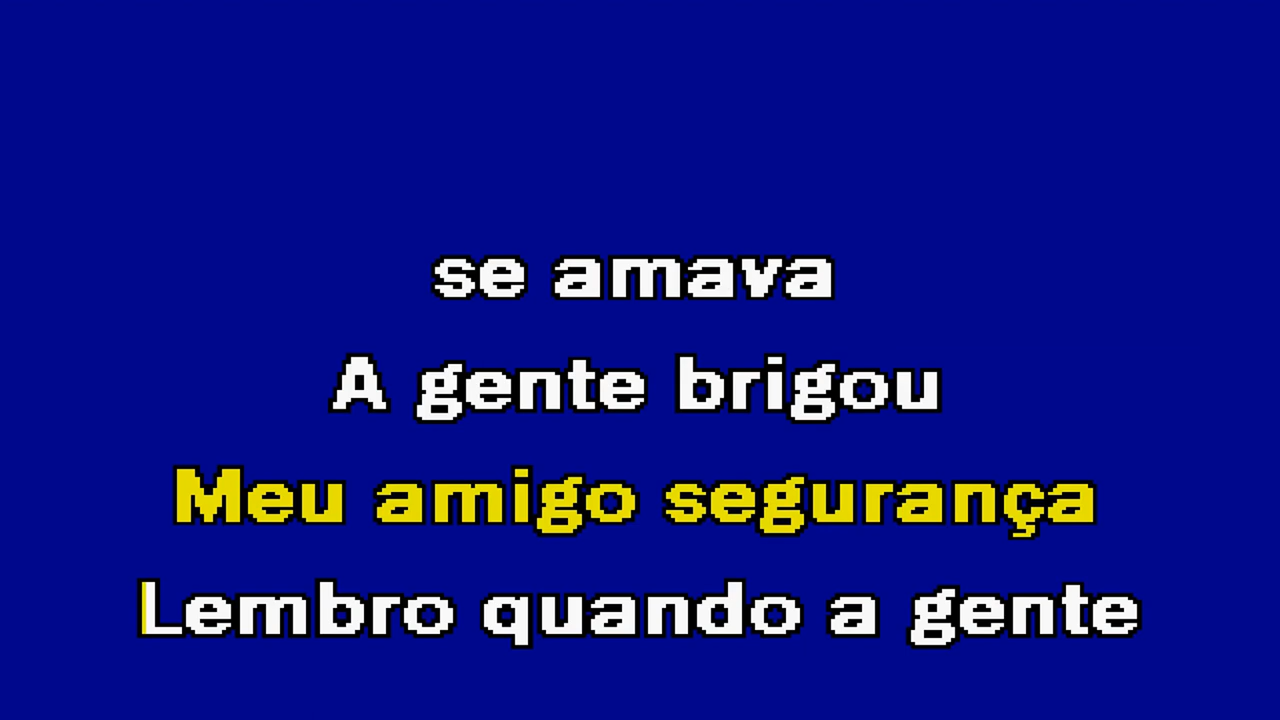 se amava
A gente brigou
Meu amigo segurança
Lembro quando a gente